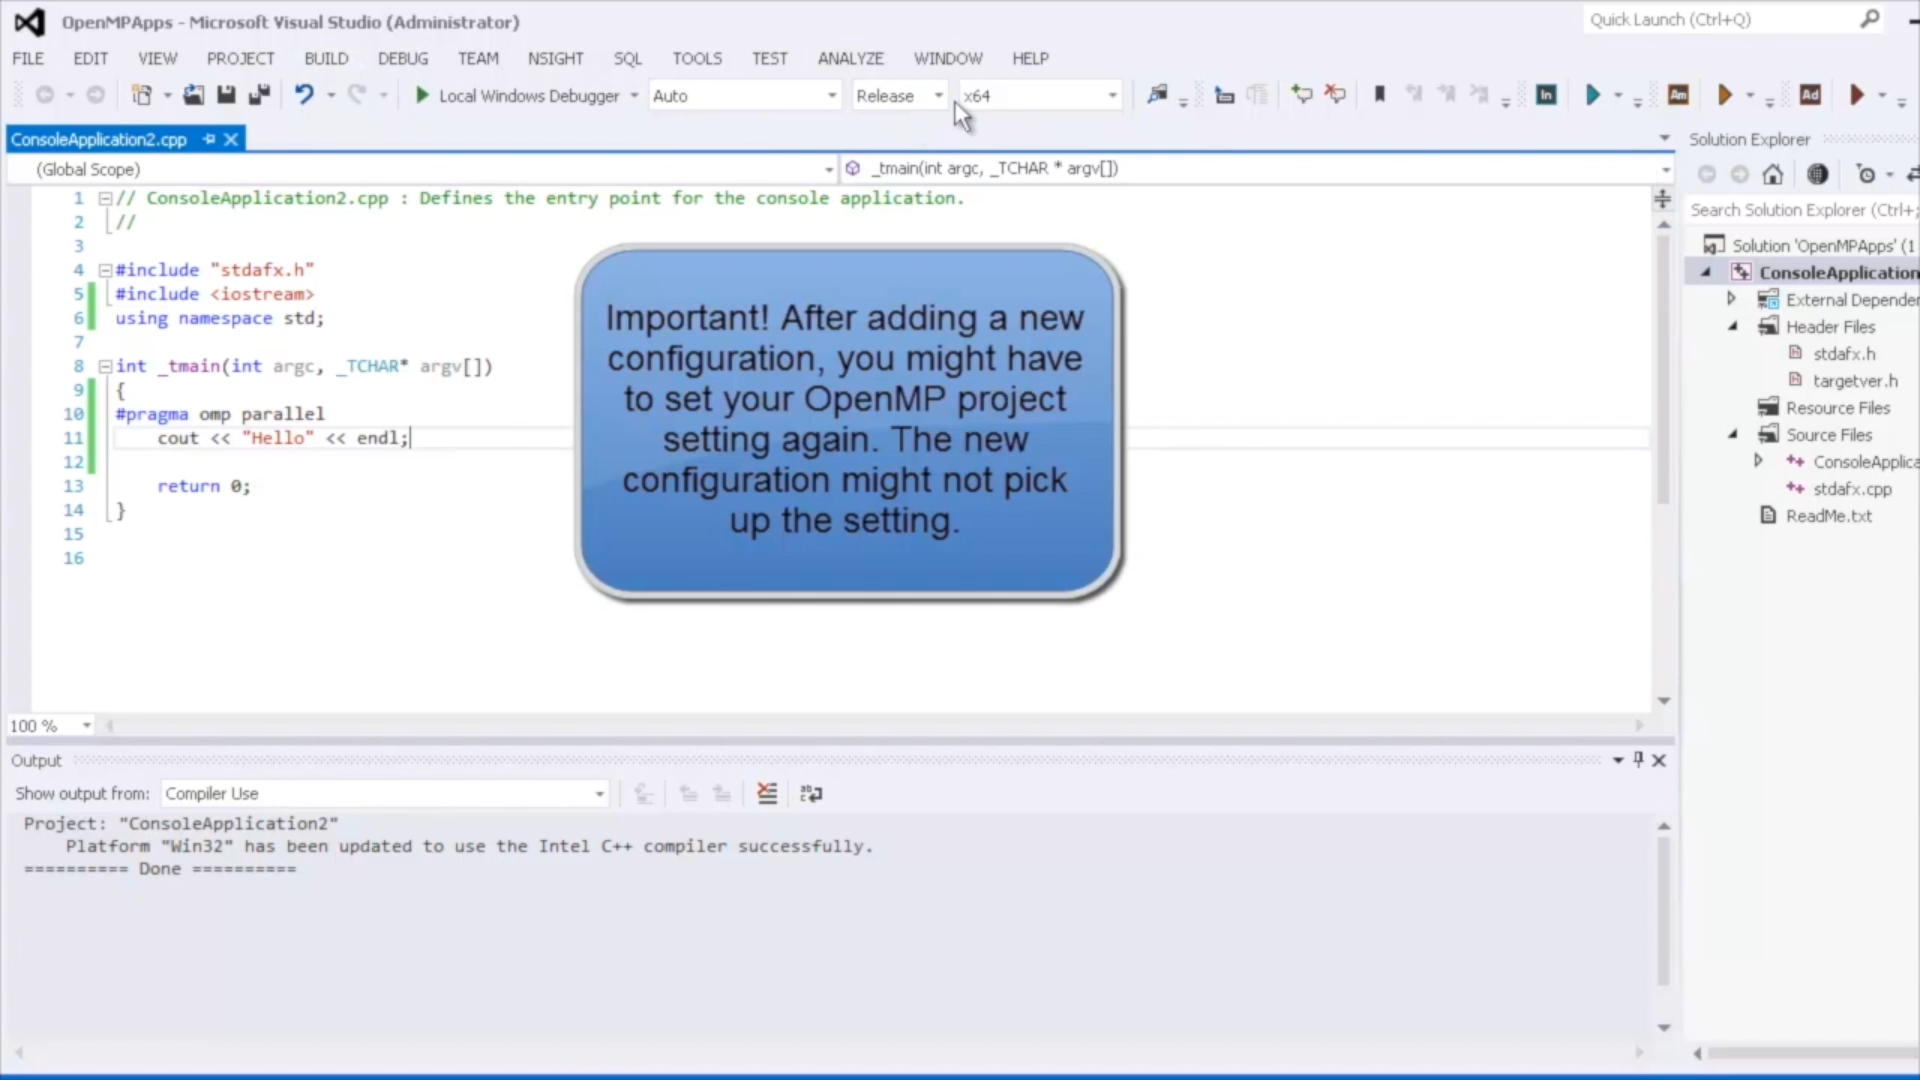 OpenMPApps - Microsoft Visual Studio (Administrator)
Quick Launch (Ctrl+Q)
FILE EDIT VIEW PROJECT BUILD DEBUG TEAM NSIGHT SQL TOOLS TEST ANALYZE WINDOW HELP
Local Windows Debugger Auto Release x64 In Am Ad
ConsoleApplication2.cpp
(Global Scope)
_tmain(int argc, _TCHAR * argv[])
1 // ConsoleApplication2.cpp : Defines the entry point for the console application.
2 //
3
4 #include "stdafx.h"
5 #include <iostream>
6 using namespace std;
7
8 int _tmain(int argc, _TCHAR* argv[])
9 {
10 #pragma omp parallel
11 cout << "Hello" << endl;
12
13 return 0;
14 }
15
16
Important! After adding a new
configuration, you might have
to set your OpenMP project
setting again. The new
configuration might not pick
up the setting.
100 %
Output
Show output from: Compiler Use
Project: "ConsoleApplication2"
Platform "Win32" has been updated to use the Intel C++ compiler successfully.
========== Done ==========
Solution Explorer
Search Solution Explorer (Ctrl+;
Solution 'OpenMPApps' (1
ConsoleApplication
External Depender
Header Files
stdafx.h
targetver.h
Resource Files
Source Files
ConsoleApplica
stdafx.cpp
ReadMe.txt